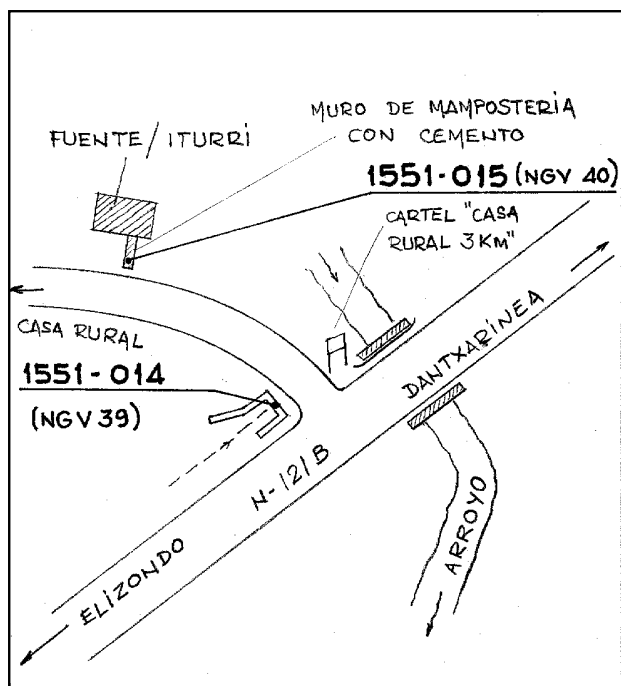 MURO DE MAMPOSTERÍA
CON CEMENTO
FUENTE / ITURRI
1551-015 (NGV 40)
CARTEL "CASA
RURAL 3 Km"
CASA RURAL
1551-014
(NGV 39)
DANTXARINEA
N-121B
ELIZONDO
ARROYO